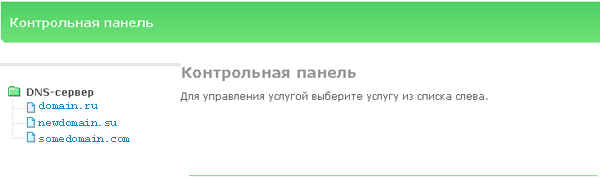 Контрольная панель
Контрольная панель
Для управления услугой выберите услугу из списка слева.
DNS-сервер
domain.ru
newdomain.su
somedomain.com